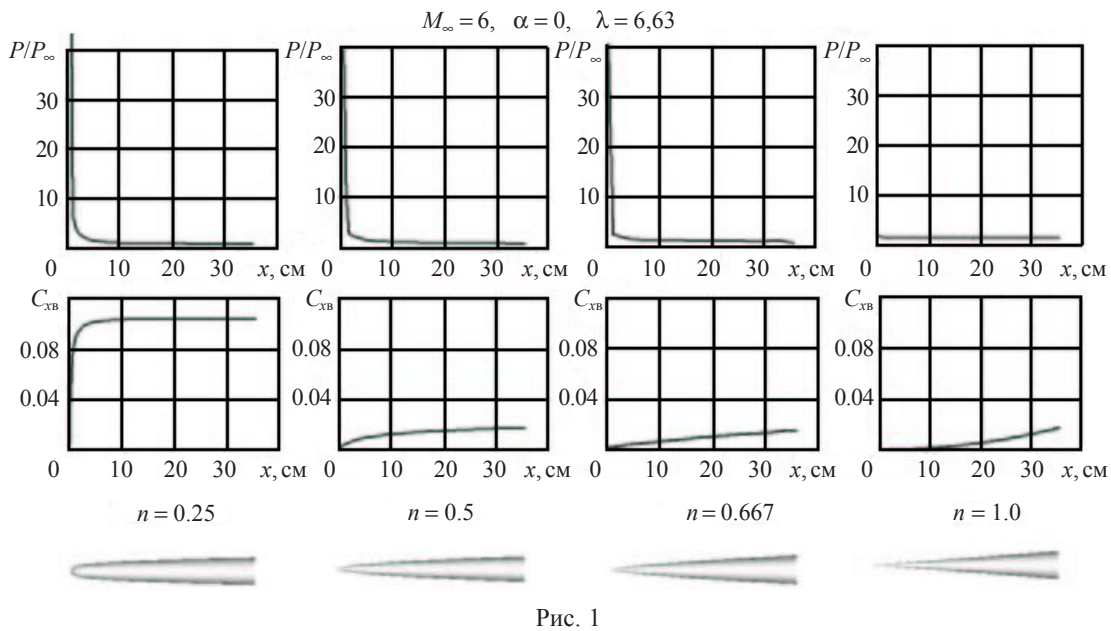 M∞ = 6, α = 0, λ = 6,63
P/P∞ P/P∞ P/P∞ P/P∞
30 30 30 30
20 20 20 20
10 10 10 10
0 10 20 30 x, см 0 10 20 30 x, см 0 10 20 30 x, см 0 10 20 30 x, см
Cxв Cxв Cxв Cxв
0.08 0.08 0.08 0.08
0.04 0.04 0.04 0.04
0 10 20 30 x, см 0 10 20 30 x, см 0 10 20 30 x, см 0 10 20 30 x, см
n = 0.25 n = 0.5 n = 0.667 n = 1.0
Рис. 1